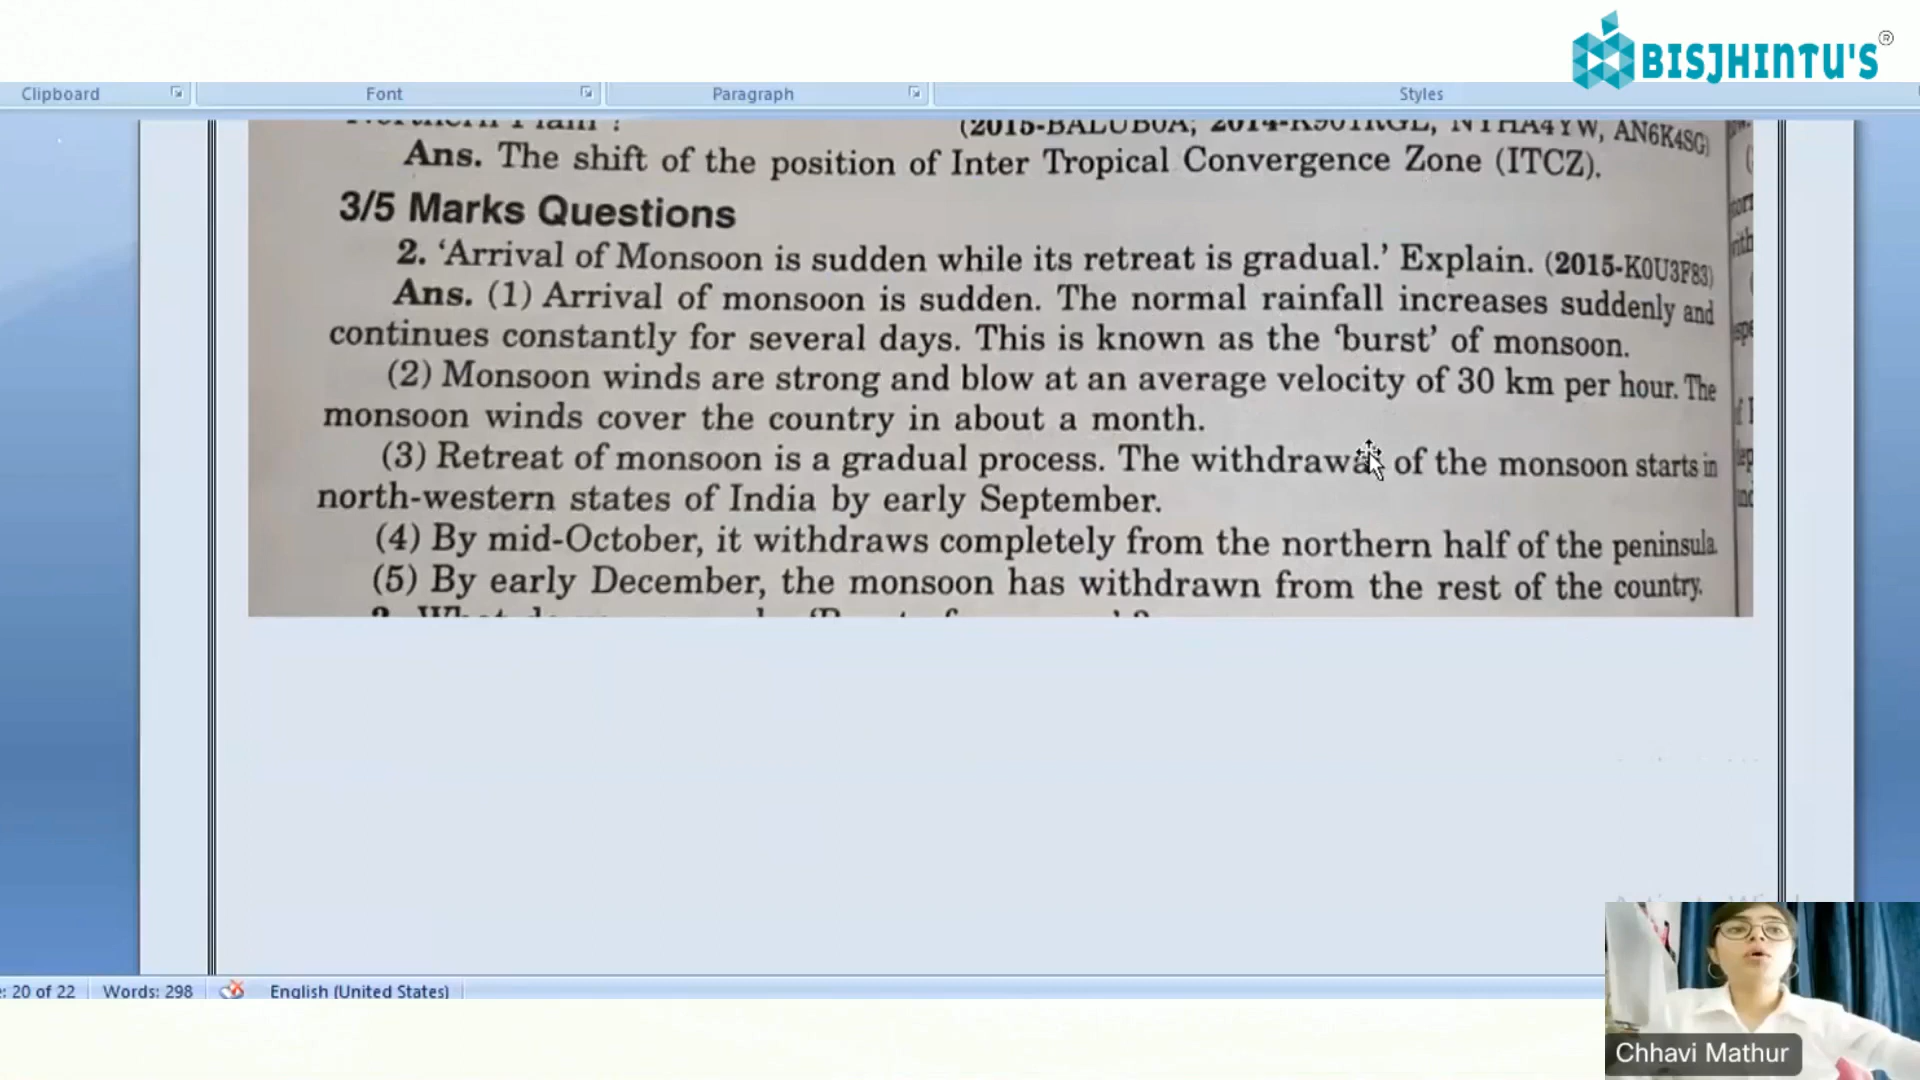 BISJHINTU'S®
Clipboard Font Paragraph Styles
Ans. The shift of the position of Inter Tropical Convergence Zone (ITCZ).
3/5 Marks Questions
2. ‘Arrival of Monsoon is sudden while its retreat is gradual.’ Explain. (2015-K0U3F83)
Ans. (1) Arrival of monsoon is sudden. The normal rainfall increases suddenly and
continues constantly for several days. This is known as the ‘burst’ of monsoon.
(2) Monsoon winds are strong and blow at an average velocity of 30 km per hour. The
monsoon winds cover the country in about a month.
(3) Retreat of monsoon is a gradual process. The withdrawal of the monsoon starts in
north-western states of India by early September.
(4) By mid-October, it withdraws completely from the northern half of the peninsula.
(5) By early December, the monsoon has withdrawn from the rest of the country.
: 20 of 22 Words: 298 English (United States)
Chhavi Mathur